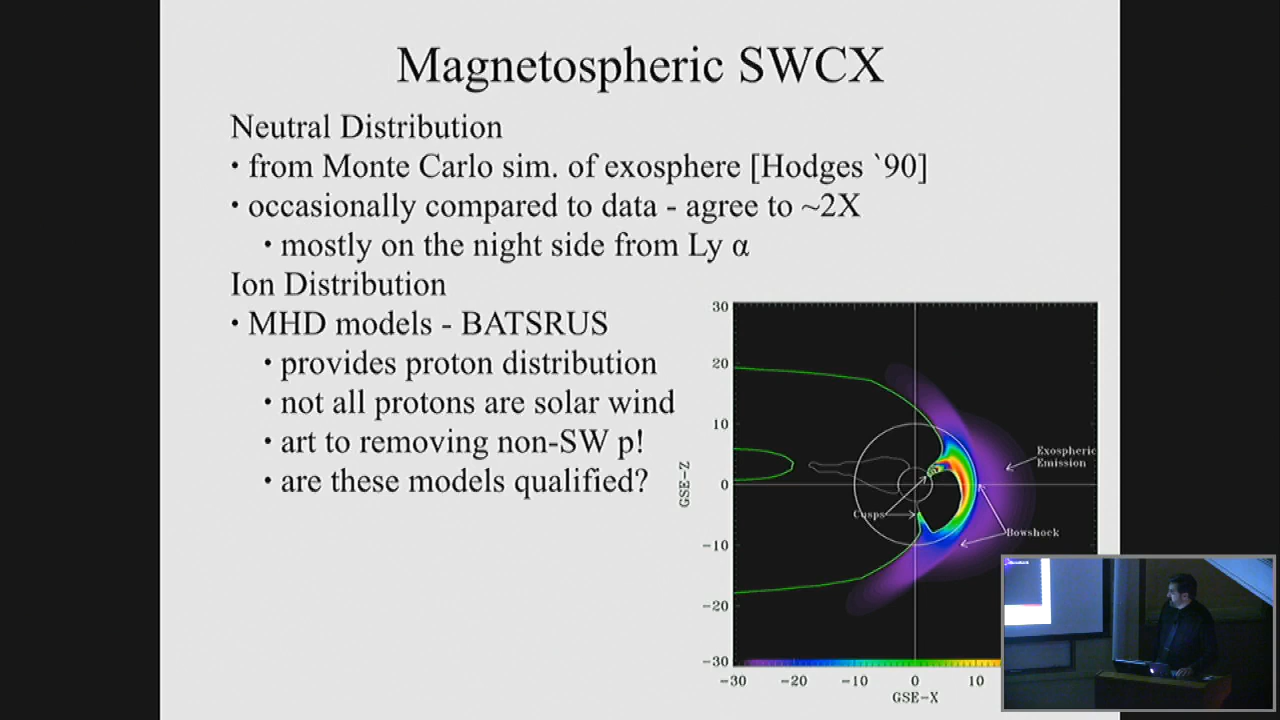 Magnetospheric SWCX
Neutral Distribution
• from Monte Carlo sim. of exosphere [Hodges `90]
• occasionally compared to data - agree to ~2X
• mostly on the night side from Ly α
Ion Distribution
• MHD models - BATSRUS
• provides proton distribution
• not all protons are solar wind
• art to removing non-SW p!
• are these models qualified?
30
20
10
0
-10
-20
-30
GSE-Z
Exospheric
Emission
Cusps
Bowshock
-30 -20 -10 0 10
GSE-X